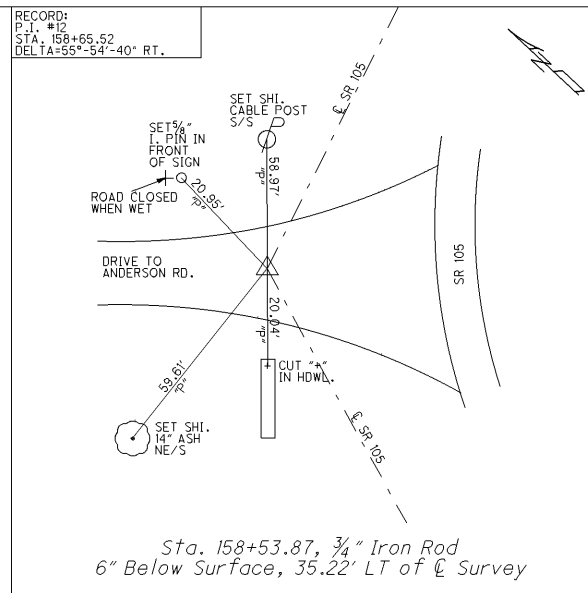 RECORD:
P.I. #12
STA. 158+65.52
DELTA=55°-54'-40" RT.
℄ SR 105
SET SHI.
CABLE POST
S/S
SET 5/8"
I. PIN IN
FRONT
OF SIGN
58.97'
"P"
ROAD CLOSED
WHEN WET
20.95'
"P"
DRIVE TO
ANDERSON RD.
SR 105
20.04'
"P"
CUT "+"
IN HDWL.
59.61'
"P"
SET SHI.
14" ASH
NE/S
℄ SR 105
Sta. 158+53.87, 3/4" Iron Rod
6" Below Surface, 35.22' LT of ℄ Survey